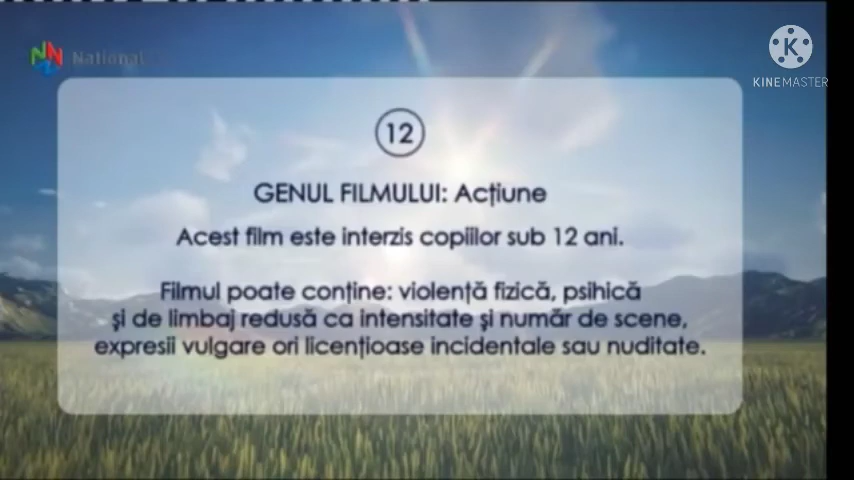 National
K
KINEMASTER
12
GENUL FILMULUI: Acțiune
Acest film este interzis copiilor sub 12 ani.
Filmul poate conține: violență fizică, psihică
și de limbaj redusă ca intensitate și număr de scene,
expresii vulgare ori licențioase incidentale sau nuditate.